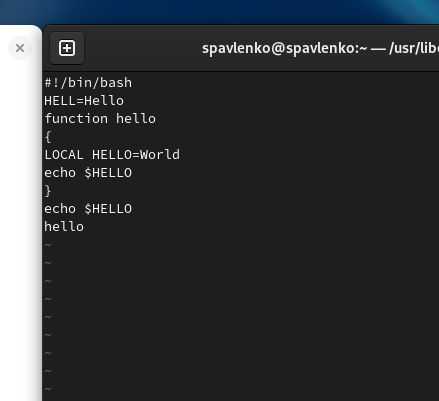 spavlenko@spavlenko:~ — /usr/lib
#!/bin/bash
HELL=Hello
function hello
{
LOCAL HELLO=World
echo $HELLO
}
echo $HELLO
hello
~
~
~
~
~
~
~
~
~